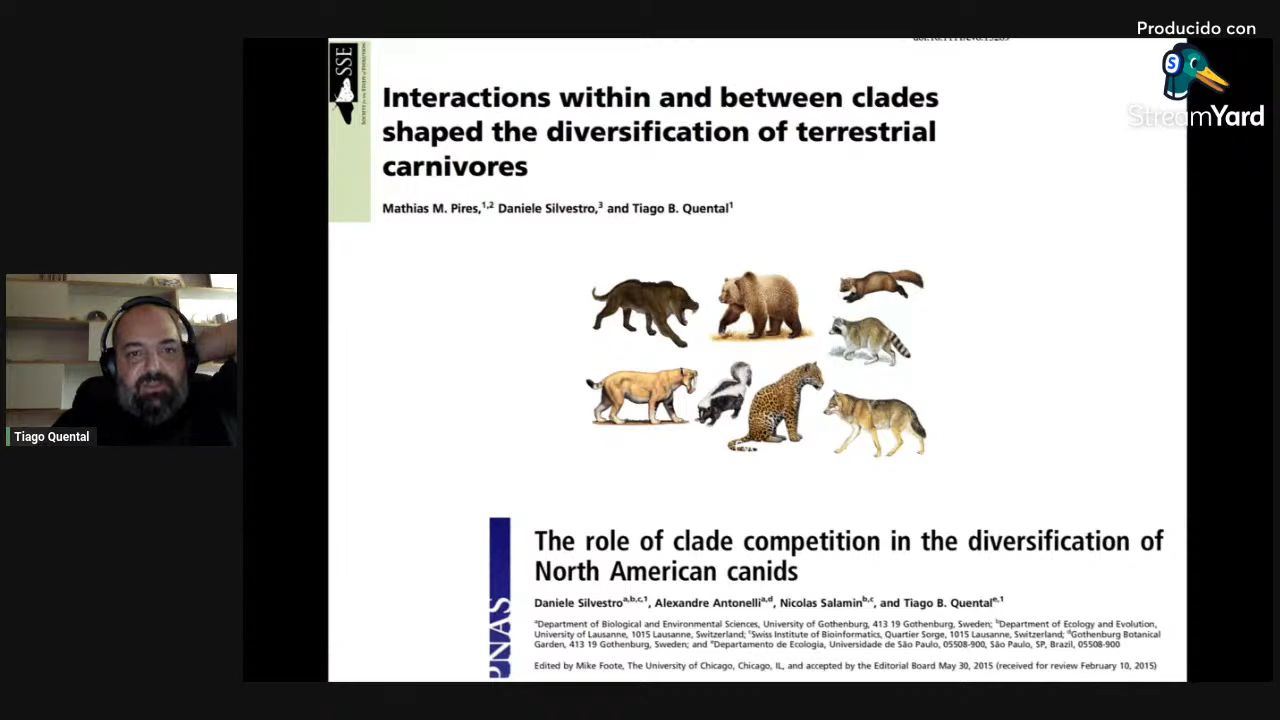 Producido con
StreamYard
SSE
Interactions within and between clades
shaped the diversification of terrestrial
carnivores
Mathias M. Pires,1,2 Daniele Silvestro,3 and Tiago B. Quental1
Tiago Quental
PNAS
The role of clade competition in the diversification of
North American canids
Daniele Silvestroa,b,c,1, Alexandre Antonellia,d, Nicolas Salaminb,c, and Tiago B. Quentale,1
aDepartment of Biological and Environmental Sciences, University of Gothenburg, 413 19 Gothenburg, Sweden; bDepartment of Ecology and Evolution,
University of Lausanne, 1015 Lausanne, Switzerland; cSwiss Institute of Bioinformatics, Quartier Sorge, 1015 Lausanne, Switzerland; dGothenburg Botanical
Garden, 413 19 Gothenburg, Sweden; and eDepartamento de Ecologia, Universidade de São Paulo, 05508-900, São Paulo, SP, Brazil, 05508-900
Edited by Mike Foote, The University of Chicago, Chicago, IL, and accepted by the Editorial Board May 30, 2015 (received for review February 10, 2015)